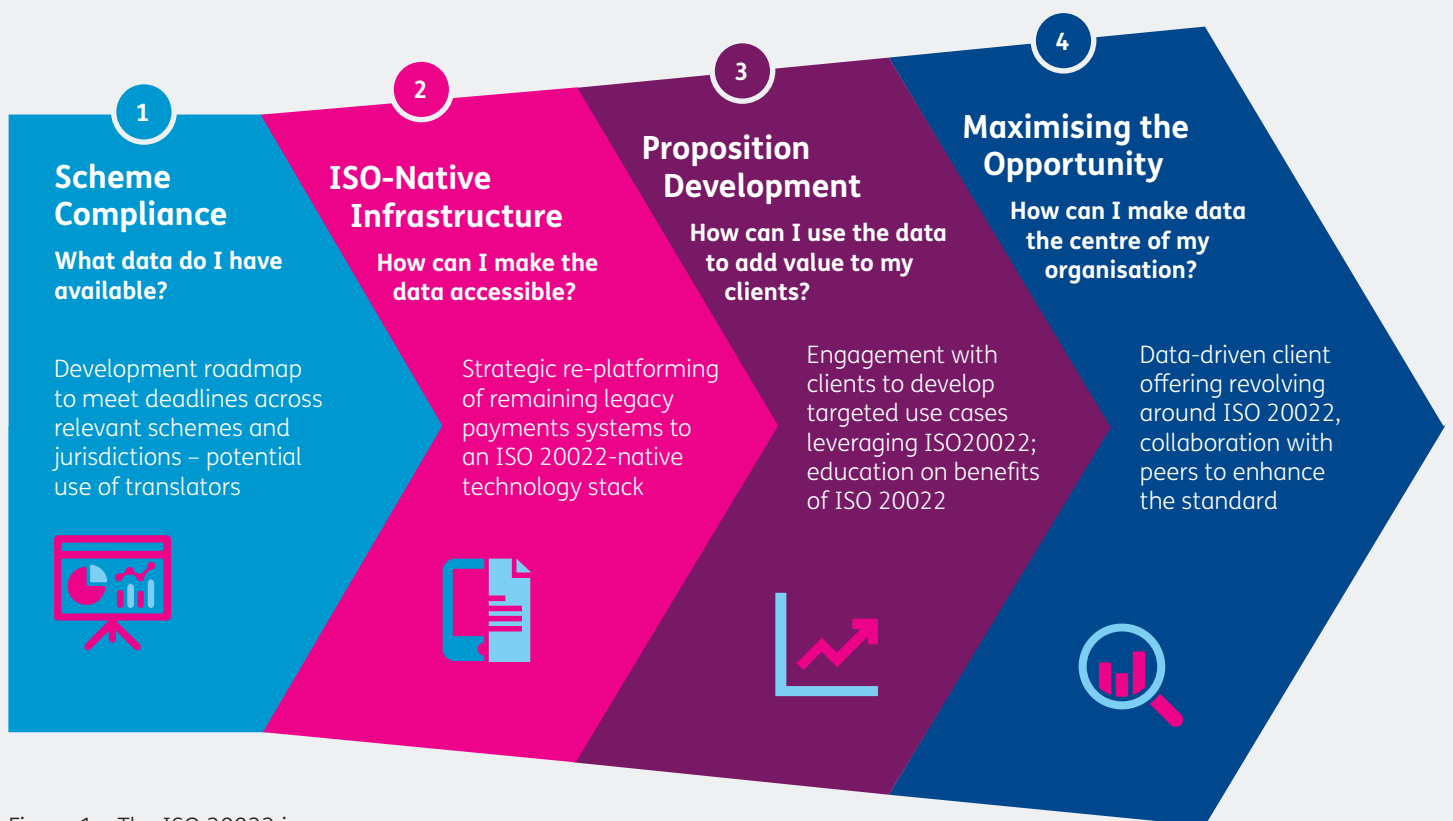 1
Scheme
Compliance
What data do I have
available?
Development roadmap
to meet deadlines across
relevant schemes and
jurisdictions – potential
use of translators
2
ISO-Native
Infrastructure
How can I make the
data accessible?
Strategic re-platforming
of remaining legacy
payments systems to
an ISO 20022-native
technology stack
3
Proposition
Development
How can I use the data
to add value to my
clients?
Engagement with
clients to develop
targeted use cases
leveraging ISO20022;
education on benefits
of ISO 20022
4
Maximising the
Opportunity
How can I make data
the centre of my
organisation?
Data-driven client
offering revolving
around ISO 20022,
collaboration with
peers to enhance
the standard